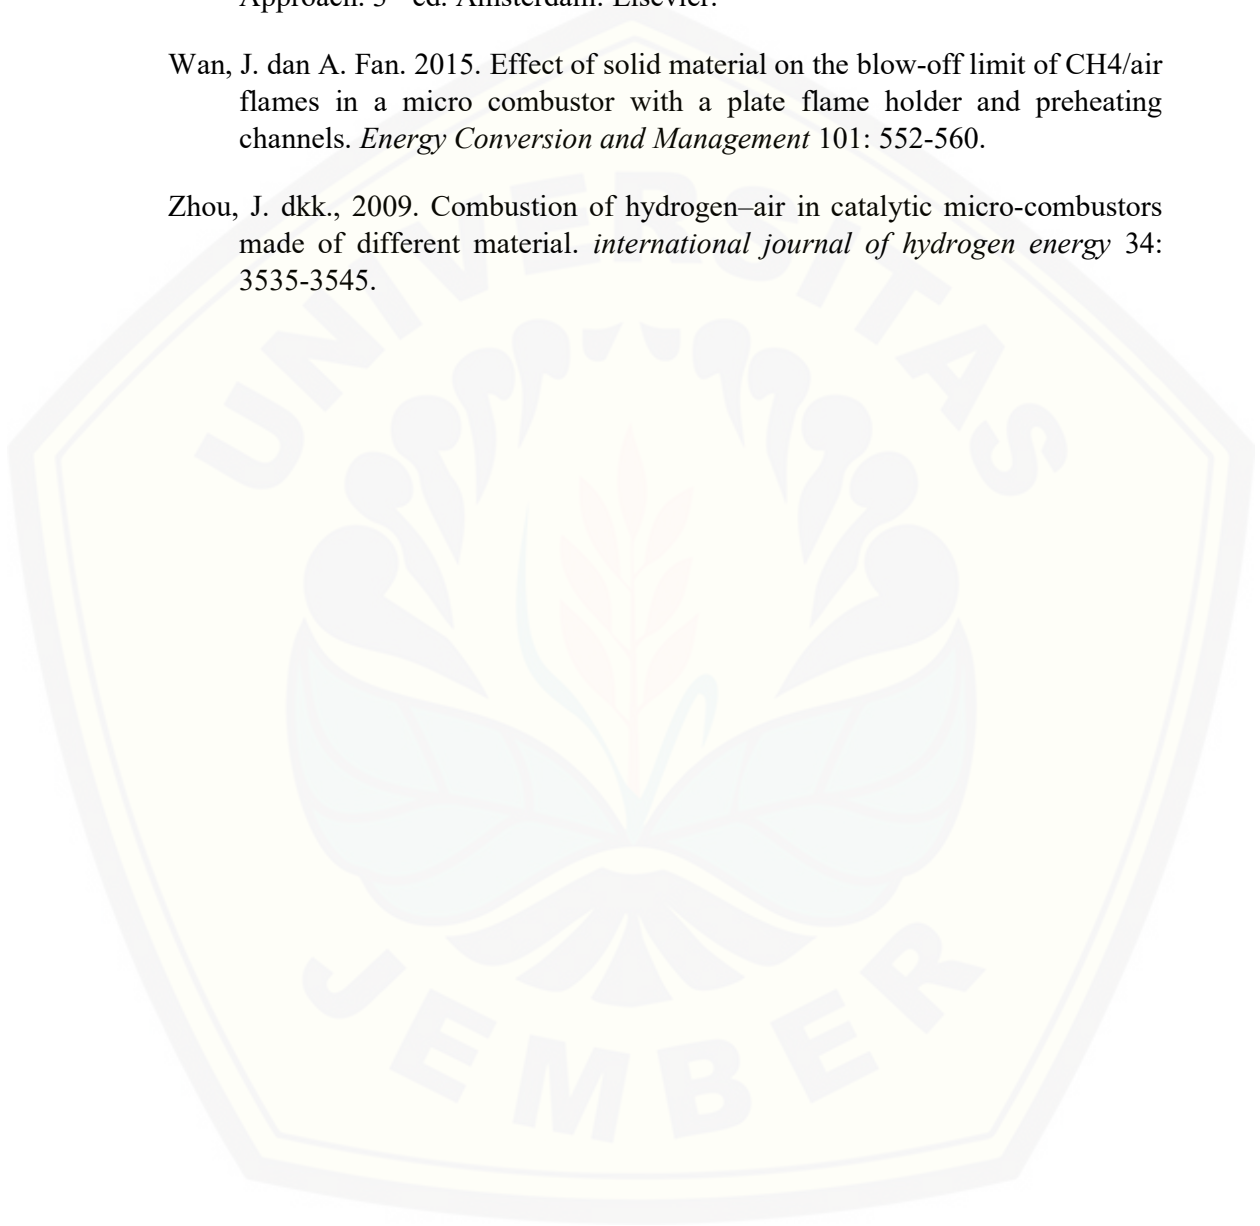 Approach. 3 ed. Amsterdam: Elsevier.
Wan, J. dan A. Fan. 2015. Effect of solid material on the blow-off limit of CH4/air
flames in a micro combustor with a plate flame holder and preheating
channels. Energy Conversion and Management 101: 552-560.
Zhou, J. dkk., 2009. Combustion of hydrogen–air in catalytic micro-combustors
made of different material. international journal of hydrogen energy 34:
3535-3545.
UNIVERSITAS
JEMBER